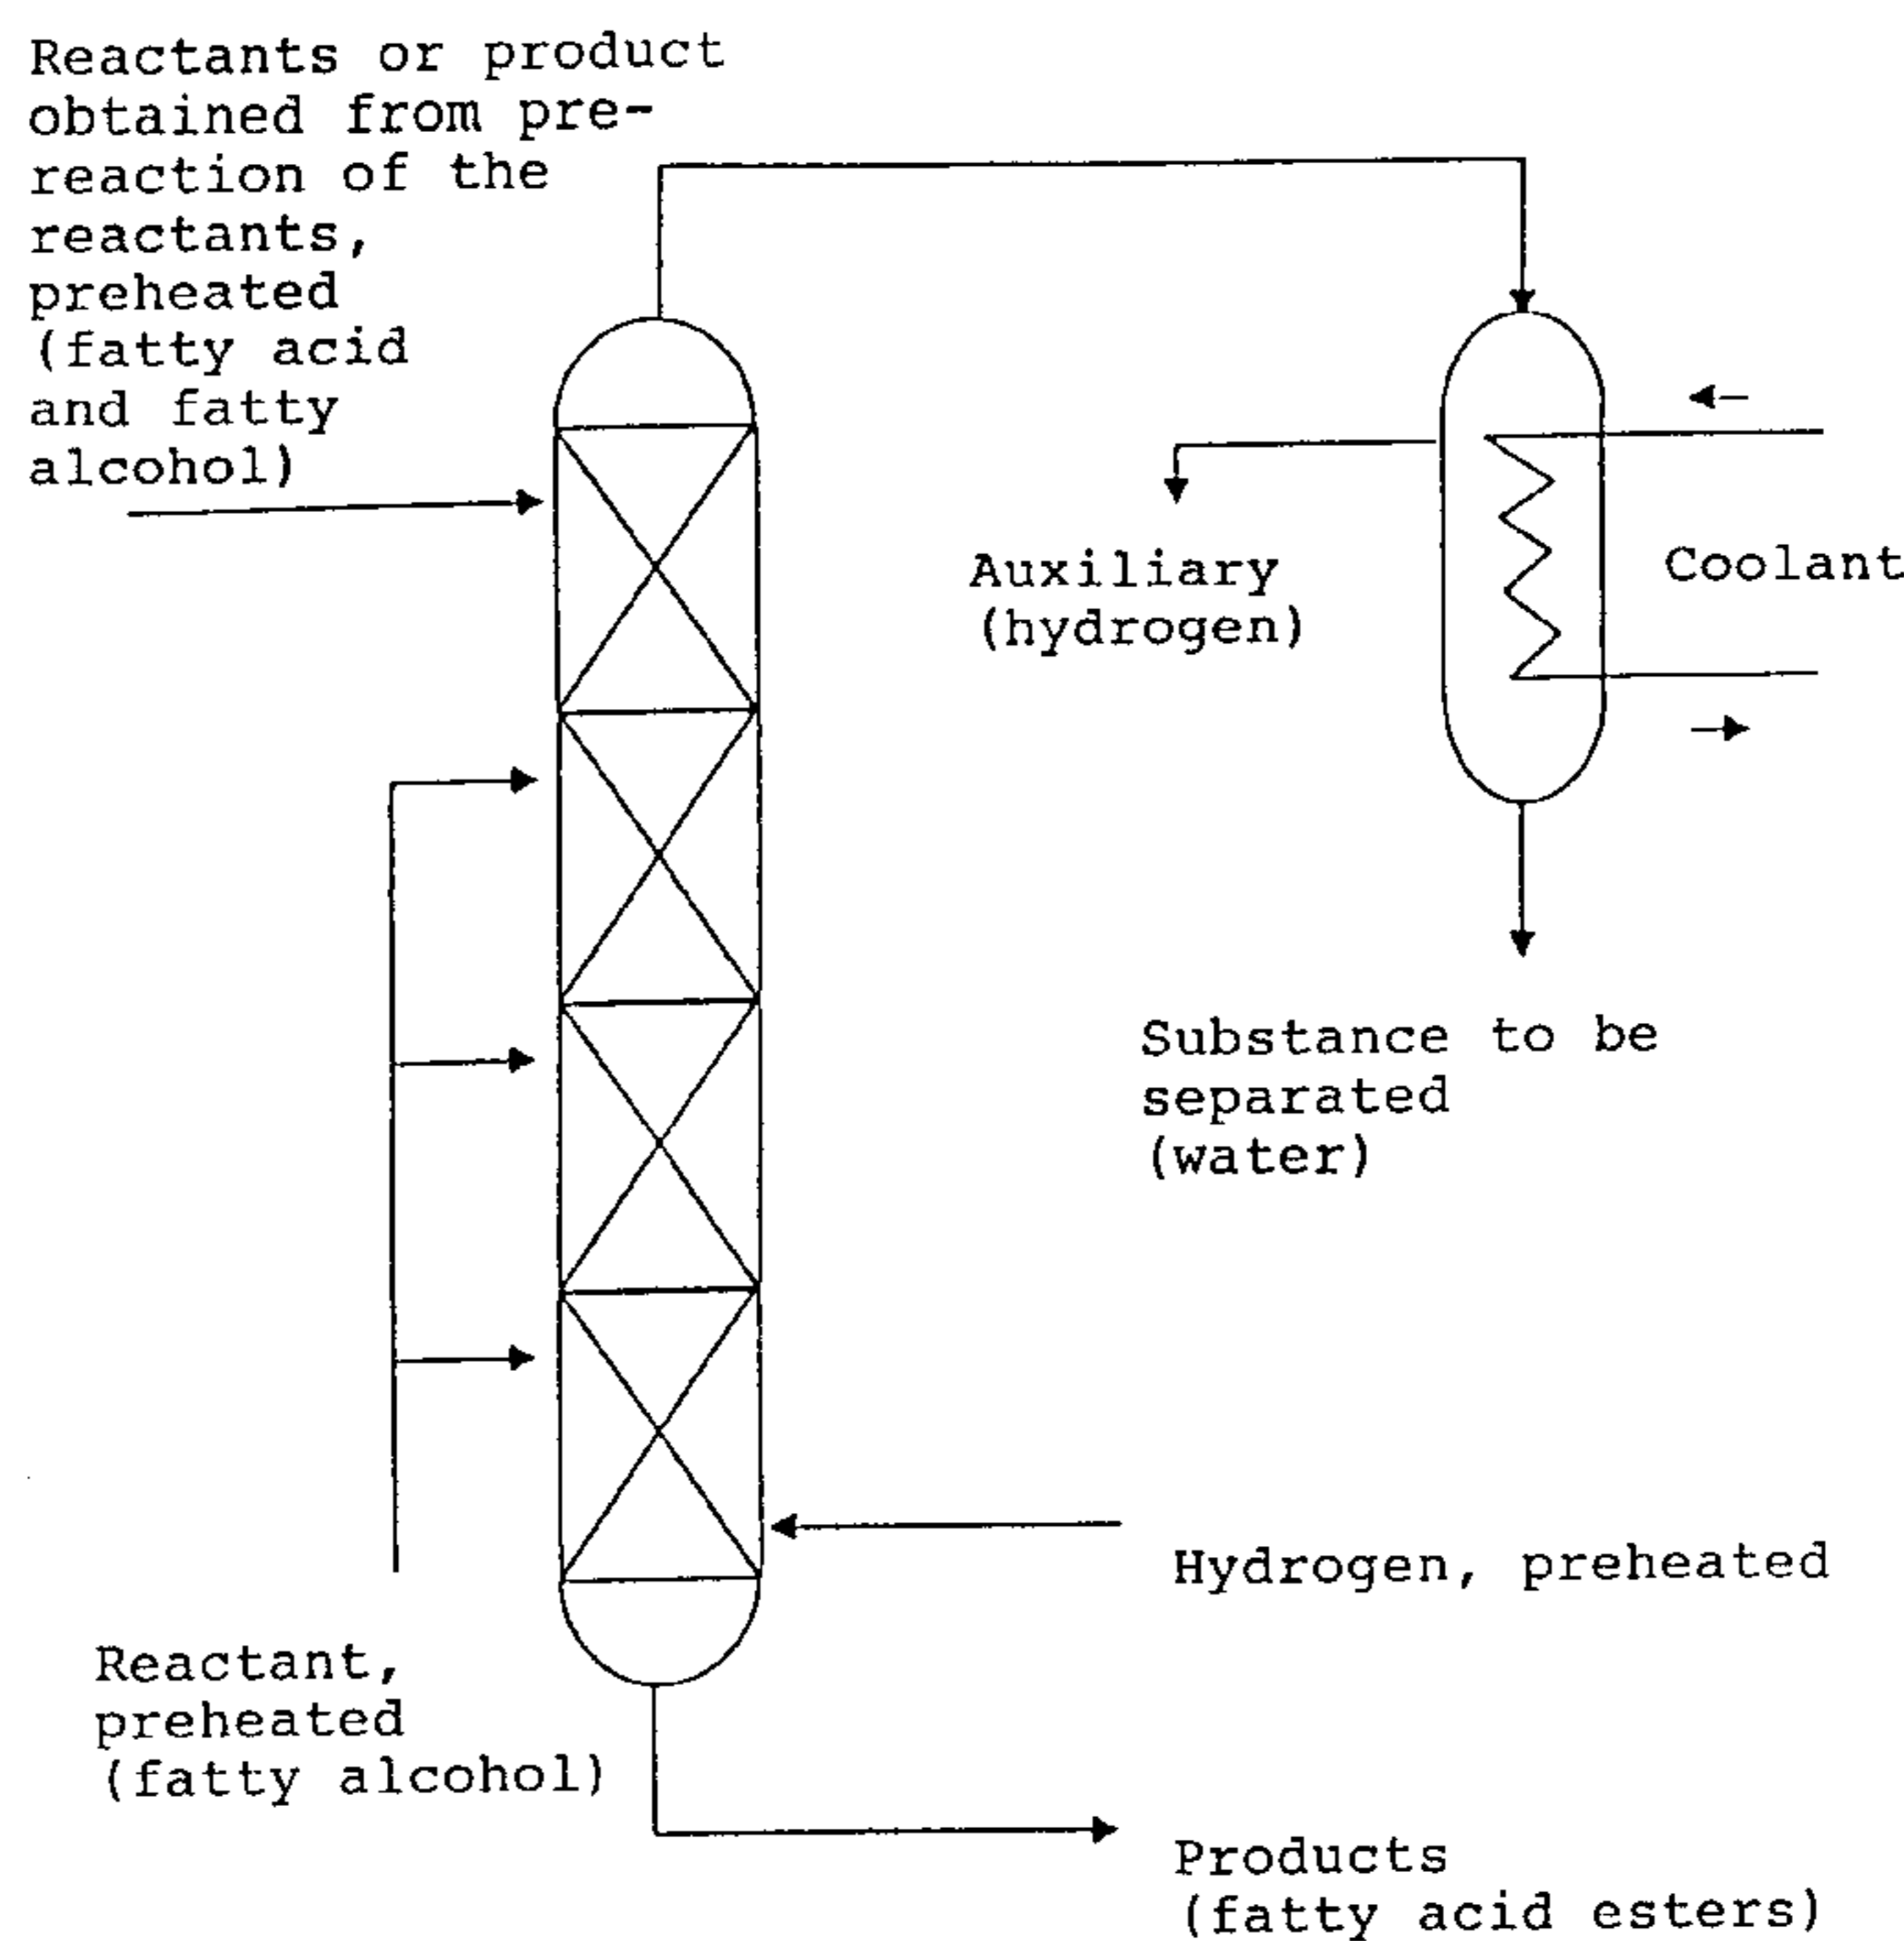 Reactants or product
obtained from pre-
reaction of the
reactants,
preheated
(fatty acid
and fatty
alcohol)
Auxiliary
(hydrogen)
Coolant
Substance to be
separated
(water)
Hydrogen, preheated
Reactant,
preheated
(fatty alcohol)
Products
(fatty acid esters)